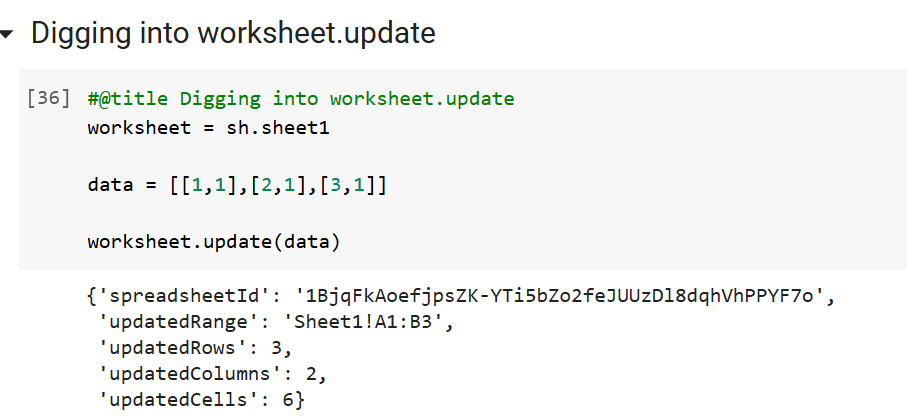 Digging into worksheet.update
[36] #@title Digging into worksheet.update
worksheet = sh.sheet1
data = [[1,1],[2,1],[3,1]]
worksheet.update(data)
{'spreadsheetId': '1BjqFkAoefjpsZK-YTi5bZo2feJUUzDl8dqhVhPPYF7o',
'updatedRange': 'Sheet1!A1:B3',
'updatedRows': 3,
'updatedColumns': 2,
'updatedCells': 6}